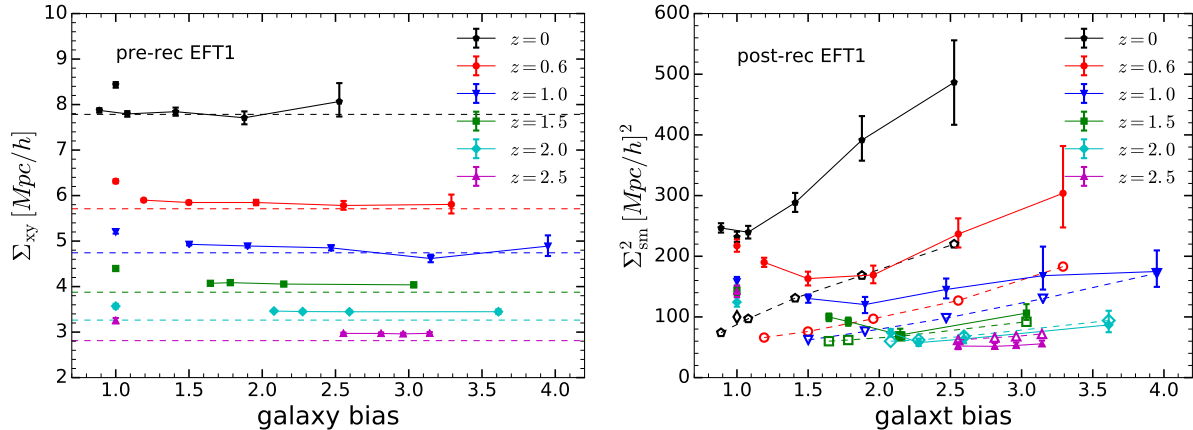 10
9
8
7
6
5
4
3
2
Σxy [Mpc/h]
pre-rec EFT1
z = 0
z = 0.6
z = 1.0
z = 1.5
z = 2.0
z = 2.5
1.0 1.5 2.0 2.5 3.0 3.5 4.0
galaxy bias
600
500
400
300
200
100
0
Σ²sm [Mpc/h]²
post-rec EFT1
z = 0
z = 0.6
z = 1.0
z = 1.5
z = 2.0
z = 2.5
1.0 1.5 2.0 2.5 3.0 3.5 4.0
galaxt bias